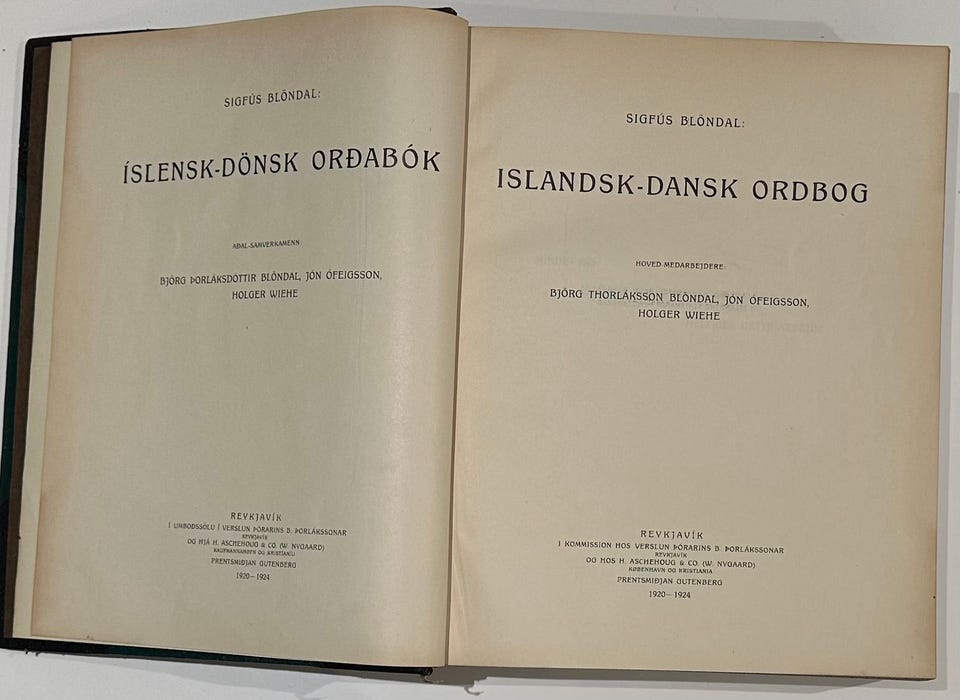 SIGFÚS BLÖNDAL:
ÍSLENSK-DÖNSK ORÐABÓK
AÐAL-SAMVERKAMENN:
BJÖRG ÞORLÁKSDÓTTIR BLÖNDAL, JÓN ÓFEIGSSON,
HOLGER WIEHE
REYKJAVÍK
Í UMBOÐSSÖLU Í VERSLUN ÞÓRARINS B. ÞORLÁKSSONAR
REYKJAVÍK
OG HJÁ H. ASCHEHOUG & CO. (W. NYGAARD)
KAUPMANNAHÖFN OG KRISTIANÍU
PRENTSMIÐJAN GUTENBERG
1920—1924
SIGFÚS BLÖNDAL:
ISLANDSK-DANSK ORDBOG
HOVED-MEDARBEJDERE:
BJÖRG THORLÁKSSON BLÖNDAL, JÓN ÓFEIGSSON,
HOLGER WIEHE
REYKJAVÍK
I KOMMISSION HOS VERSLUN ÞÓRARINS B. ÞORLÁKSSONAR
REYKJAVÍK
OG HOS H. ASCHEHOUG & CO. (W. NYGAARD)
KØBENHAVN OG KRISTIANIA
PRENTSMIÐJAN GUTENBERG
1920—1924